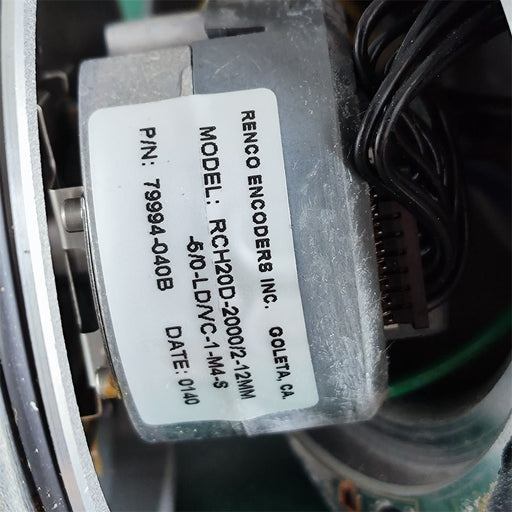 RENCO ENCODERS INC. GOLETA, CA.
MODEL: RCH20D-2000/2-12MM
-5/0-LD/VC-1-M4-S
P/N: 79994-040B DATE: 0140